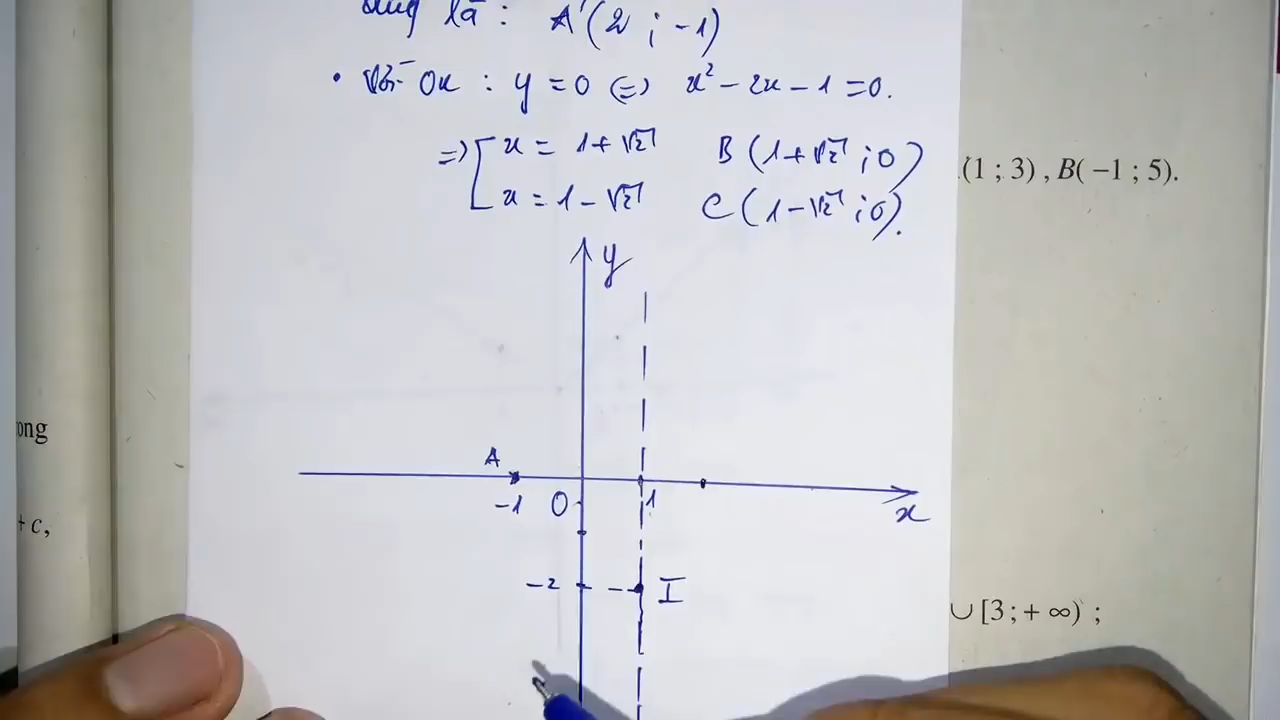 là : A'(2 ; -1)
• Với Ox : y = 0 (=) x² - 2x - 1 = 0.
=> [ x = 1 + √2 B (1 + √2 ; 0)
x = 1 - √2 C (1 - √2 ; 0).
(1 ; 3) , B( −1 ; 5).
y
A
-1 0 1
x
-2 I
ong
+ c,
∪ [3 ; + ∞) ;